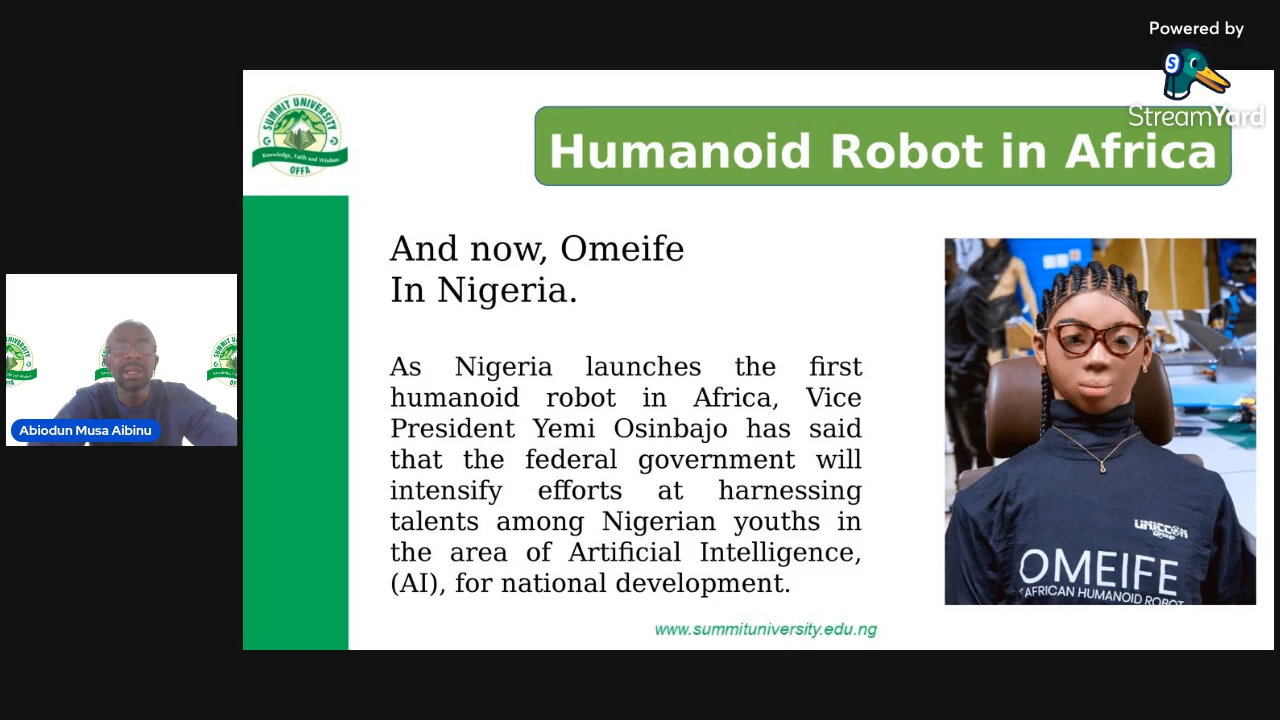 Powered by
StreamYard
SUMMIT UNIVERSITY
Knowledge, Faith and Wisdom
OFFA
Humanoid Robot in Africa
And now, Omeife
In Nigeria.
As Nigeria launches the first
humanoid robot in Africa, Vice
President Yemi Osinbajo has said
that the federal government will
intensify efforts at harnessing
talents among Nigerian youths in
the area of Artificial Intelligence,
(AI), for national development.
UNICCON
Group
OMEIFE
AFRICAN HUMANOID ROBOT
www.summituniversity.edu.ng
Abiodun Musa Aibinu